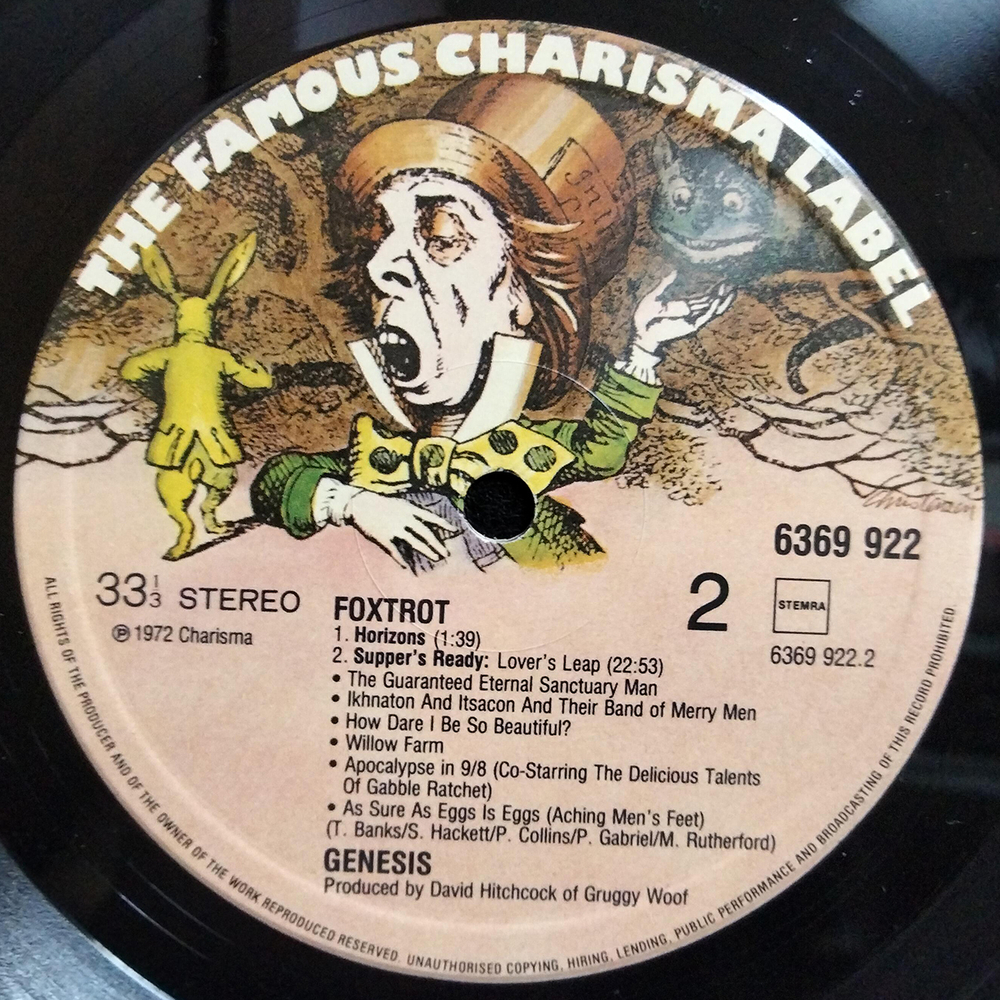 THE FAMOUS CHARISMA LABEL
6369 922
33 1/3 STEREO
℗ 1972 Charisma
2
STEMRA
6369 922.2
FOXTROT
1. Horizons (1:39)
2. Supper's Ready: Lover's Leap (22:53)
• The Guaranteed Eternal Sanctuary Man
• Ikhnaton And Itsacon And Their Band of Merry Men
• How Dare I Be So Beautiful?
• Willow Farm
• Apocalypse in 9/8 (Co-Starring The Delicious Talents
Of Gabble Ratchet)
• As Sure As Eggs Is Eggs (Aching Men's Feet)
(T. Banks/S. Hackett/P. Collins/P. Gabriel/M. Rutherford)
GENESIS
Produced by David Hitchcock of Gruggy Woof
ALL RIGHTS OF THE PRODUCER AND OF THE OWNER OF THE WORK REPRODUCED RESERVED. UNAUTHORISED COPYING, HIRING, LENDING, PUBLIC PERFORMANCE AND BROADCASTING OF THIS RECORD PROHIBITED.